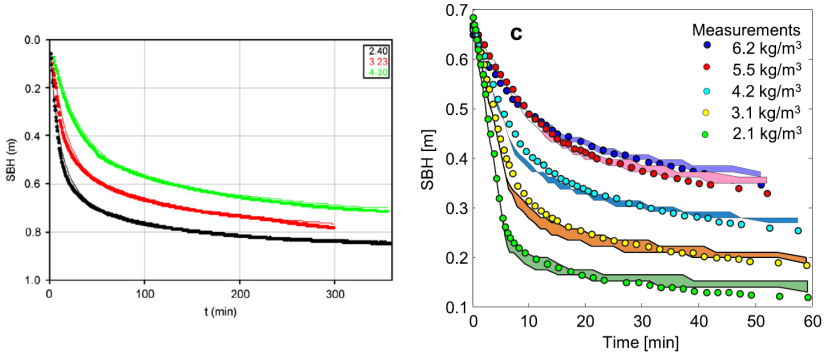 0.0
0.2
0.4
0.6
0.8
1.0
SBH (m)
0
100
200
300
t (min)
2.40
3.23
4.30
0.7
0.6
0.5
0.4
0.3
0.2
0.1
SBH [m]
c
Measurements
6.2 kg/m³
5.5 kg/m³
4.2 kg/m³
3.1 kg/m³
2.1 kg/m³
0
10
20
30
40
50
60
Time [min]